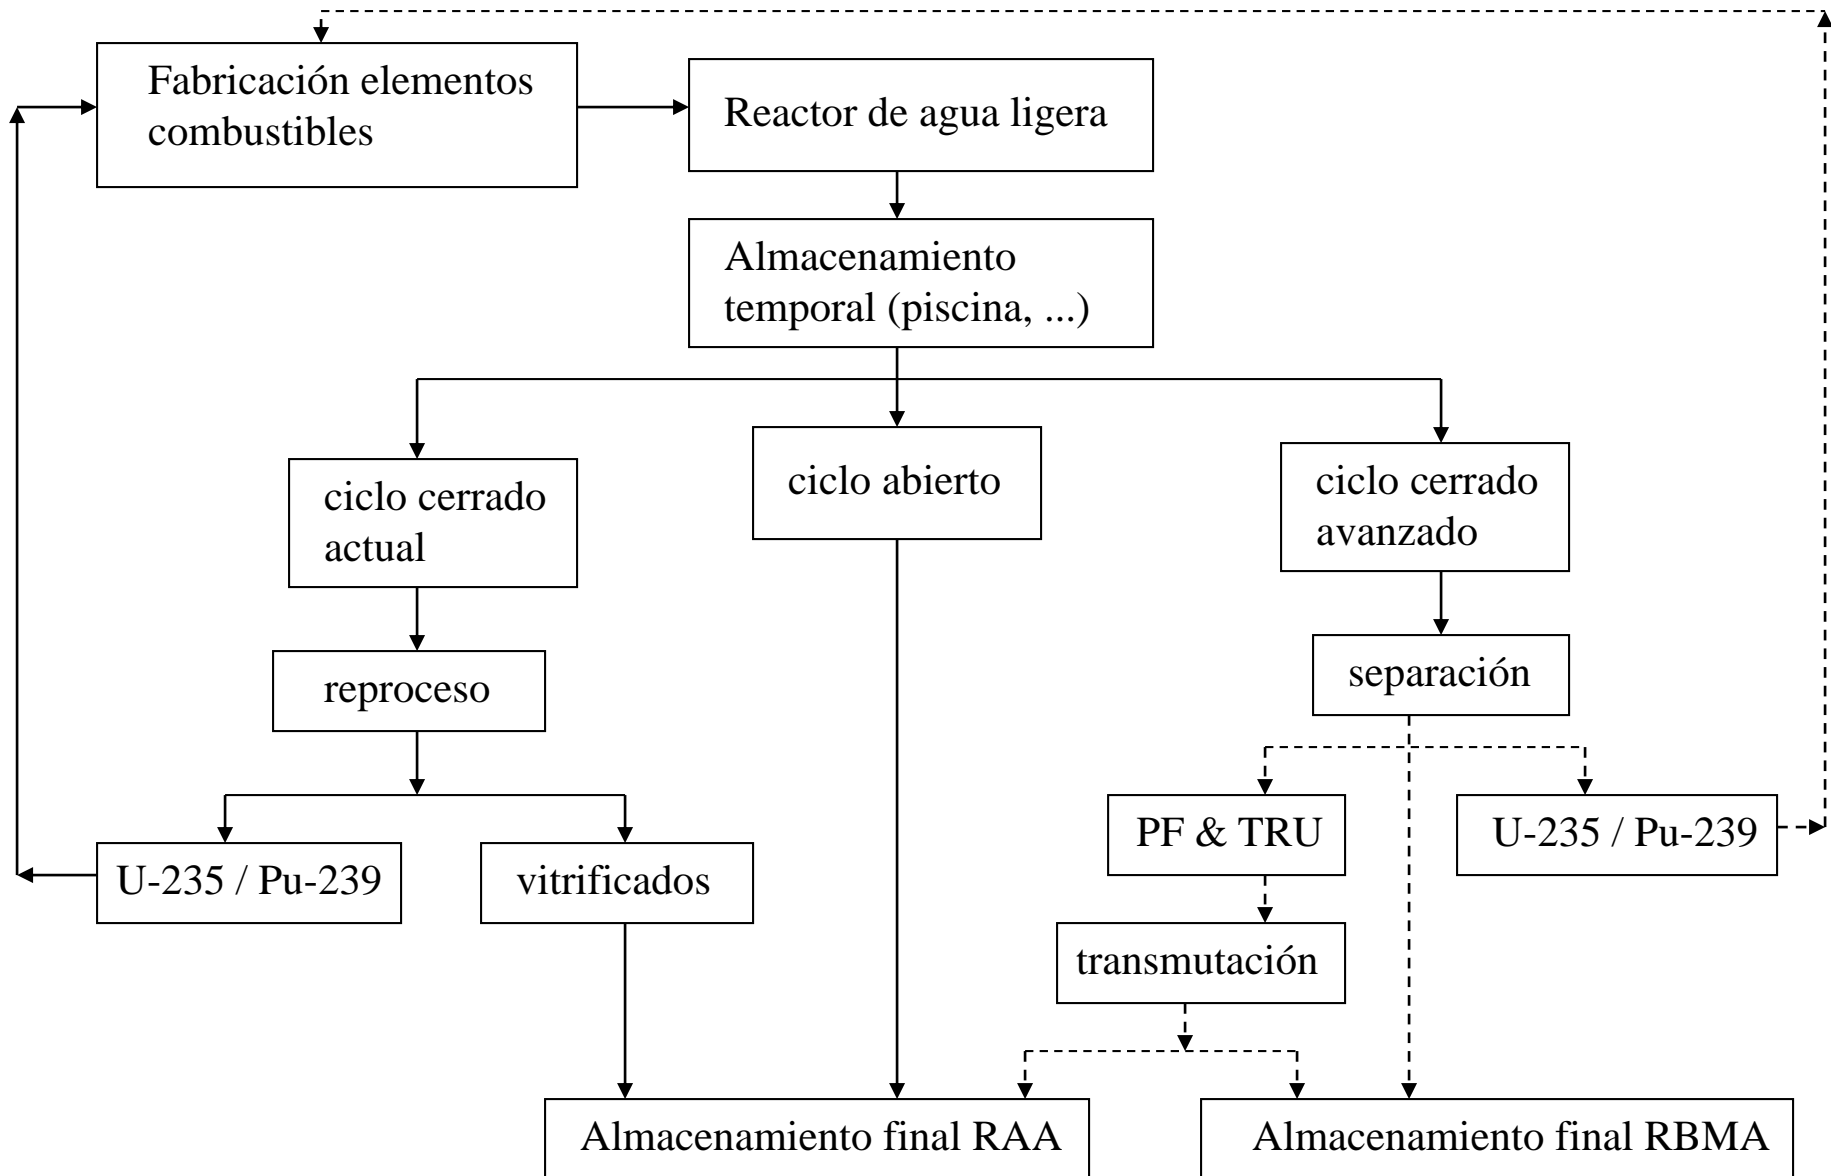 Fabricación elementos
combustibles
Reactor de agua ligera
Almacenamiento
temporal (piscina, ...)
ciclo cerrado
actual
ciclo abierto
ciclo cerrado
avanzado
reproceso
separación
U-235 / Pu-239
vitrificados
PF & TRU
U-235 / Pu-239
transmutación
Almacenamiento final RAA
Almacenamiento final RBMA